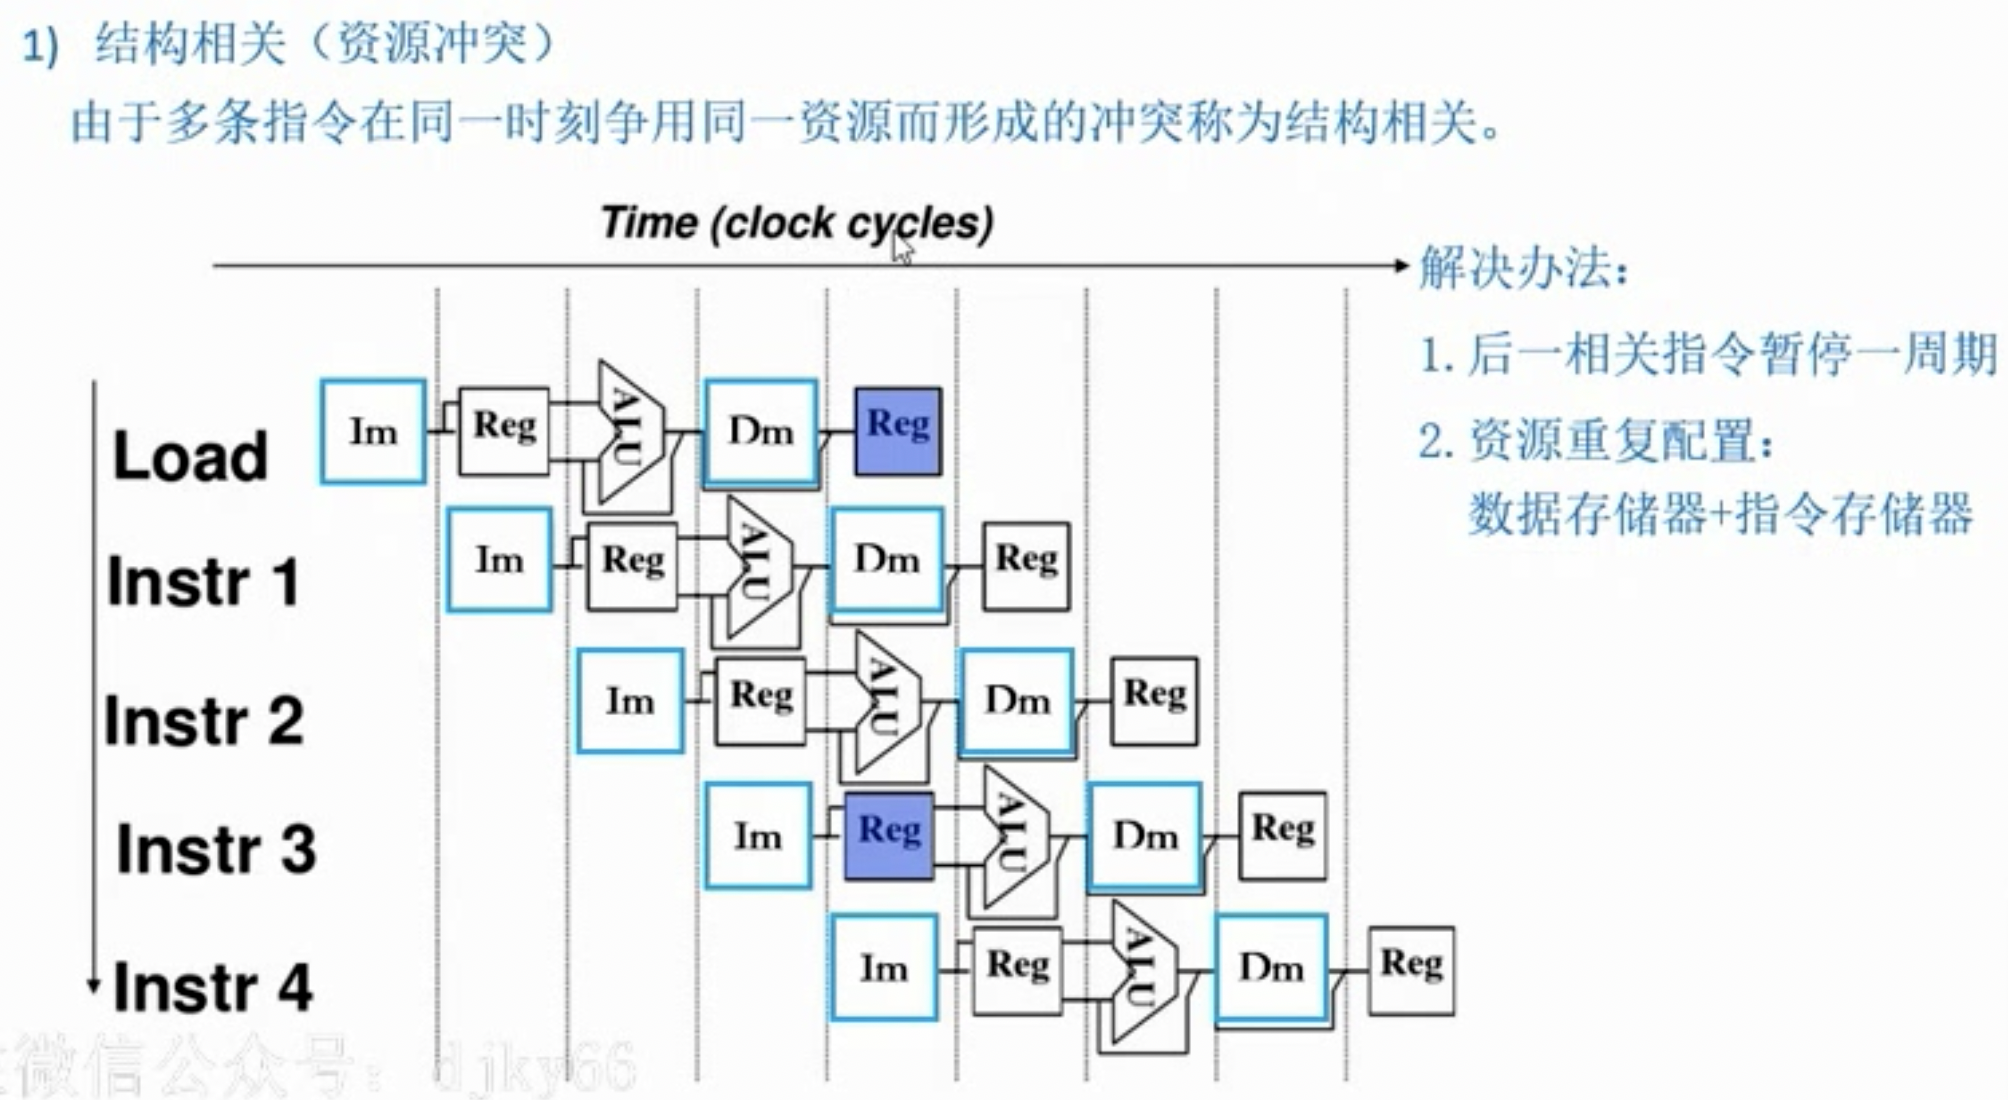 1) 结构相关（资源冲突）
由于多条指令在同一时刻争用同一资源而形成的冲突称为结构相关。
Time (clock cycles)
解决办法：
1. 后一相关指令暂停一周期
2. 资源重复配置：
数据存储器+指令存储器
Load Im Reg ALU Dm Reg
Instr 1 Im Reg ALU Dm Reg
Instr 2 Im Reg ALU Dm Reg
Instr 3 Im Reg ALU Dm Reg
Instr 4 Im Reg ALU Dm Reg
微信公众号：djky66